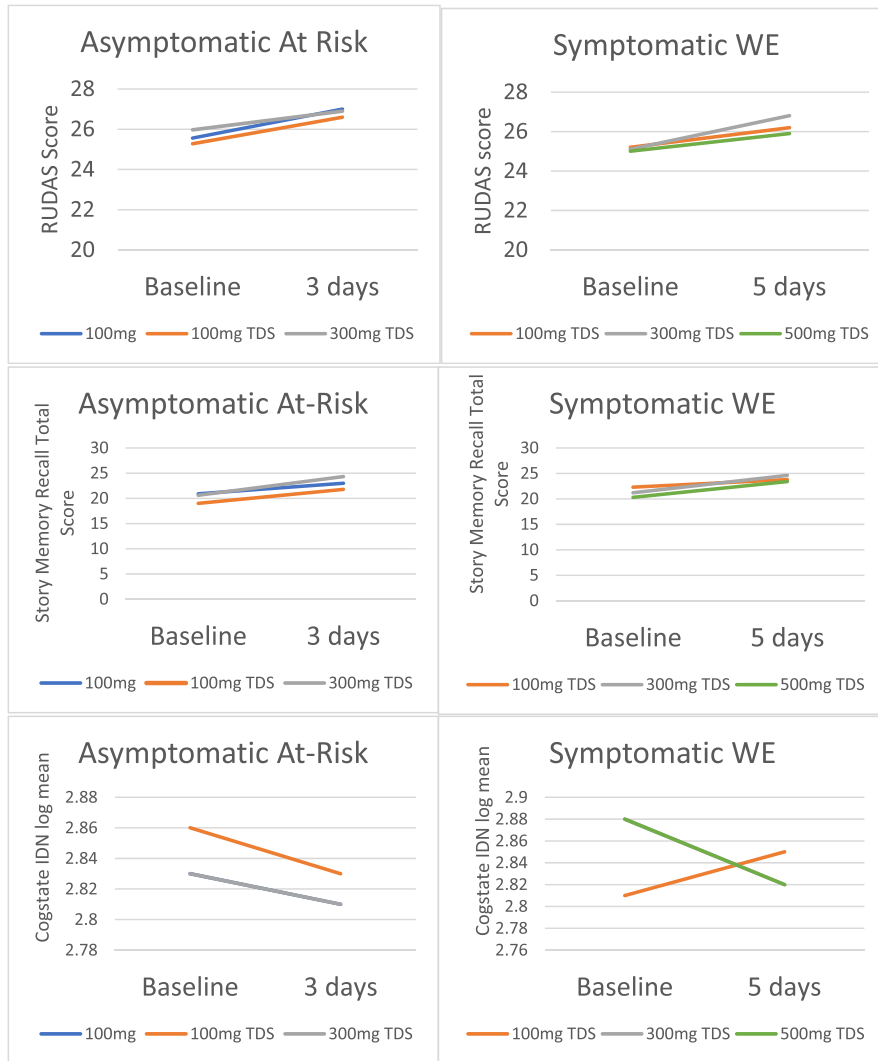 Asymptomatic At Risk
RUDAS Score
28
26
24
22
20
Baseline 3 days
100mg 100mg TDS 300mg TDS
Symptomatic WE
RUDAS score
28
26
24
22
20
Baseline 5 days
100mg TDS 300mg TDS 500mg TDS
Asymptomatic At-Risk
Story Memory Recall Total
Score
30
25
20
15
10
5
0
Baseline 3 days
100mg 100mg TDS 300mg TDS
Symptomatic WE
Story Memory Recall Total
Score
30
25
20
15
10
5
0
Baseline 5 days
100mg TDS 300mg TDS 500mg TDS
Asymptomatic At-Risk
Cogstate IDN log mean
2.88
2.86
2.84
2.82
2.8
2.78
Baseline 3 days
100mg 100mg TDS 300mg TDS
Symptomatic WE
Cogstate IDN log mean
2.9
2.88
2.86
2.84
2.82
2.8
2.78
2.76
Baseline 5 days
100mg TDS 300mg TDS 500mg TDS